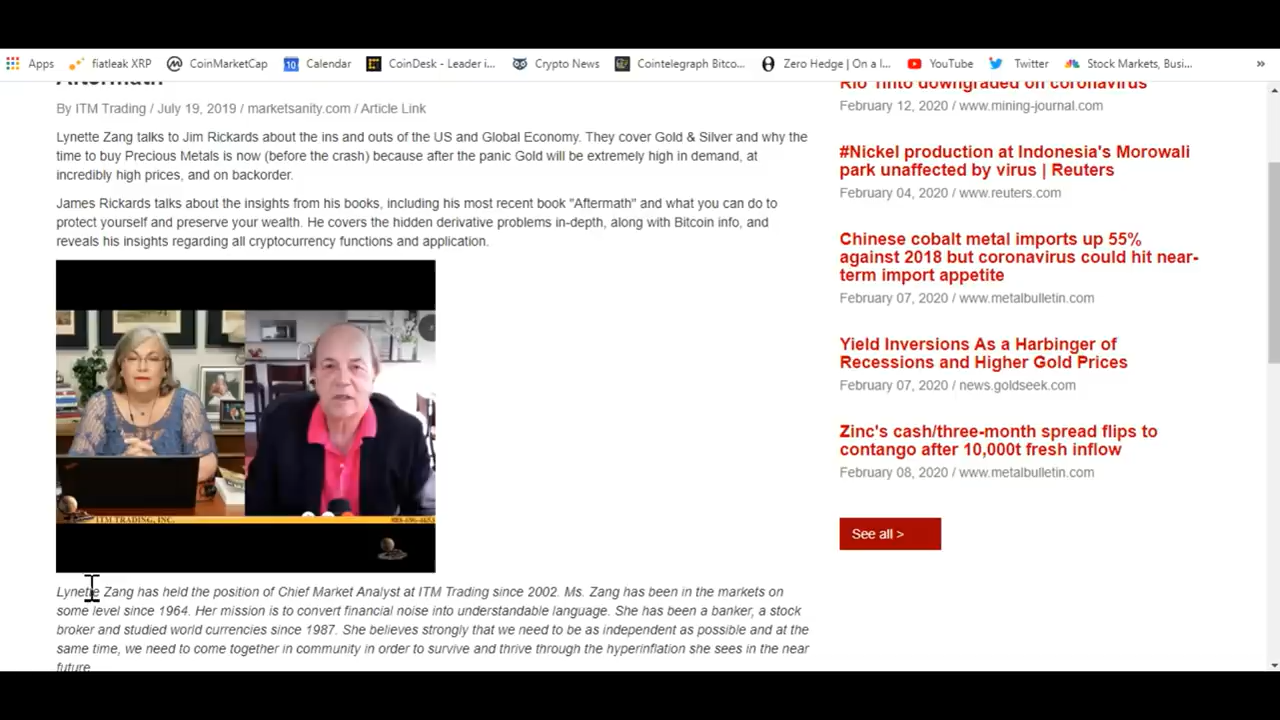 Apps
fiatleak XRP
CoinMarketCap
10
Calendar
CoinDesk - Leader i...
Crypto News
Cointelegraph Bitco...
Zero Hedge | On a l...
YouTube
Twitter
Stock Markets, Busi...
»
Aftermath
By ITM Trading / July 19, 2019 / marketsanity.com / Article Link
Lynette Zang talks to Jim Rickards about the ins and outs of the US and Global Economy. They cover Gold & Silver and why the
time to buy Precious Metals is now (before the crash) because after the panic Gold will be extremely high in demand, at
incredibly high prices, and on backorder.
James Rickards talks about the insights from his books, including his most recent book "Aftermath" and what you can do to
protect yourself and preserve your wealth. He covers the hidden derivative problems in-depth, along with Bitcoin info, and
reveals his insights regarding all cryptocurrency functions and application.
ITM TRADING, INC.
Lynette Zang has held the position of Chief Market Analyst at ITM Trading since 2002. Ms. Zang has been in the markets on
some level since 1964. Her mission is to convert financial noise into understandable language. She has been a banker, a stock
broker and studied world currencies since 1987. She believes strongly that we need to be as independent as possible and at the
same time, we need to come together in community in order to survive and thrive through the hyperinflation she sees in the near
future.
Rio Tinto downgraded on coronavirus
February 12, 2020 / www.mining-journal.com
#Nickel production at Indonesia's Morowali
park unaffected by virus | Reuters
February 04, 2020 / www.reuters.com
Chinese cobalt metal imports up 55%
against 2018 but coronavirus could hit near-
term import appetite
February 07, 2020 / www.metalbulletin.com
Yield Inversions As a Harbinger of
Recessions and Higher Gold Prices
February 07, 2020 / news.goldseek.com
Zinc's cash/three-month spread flips to
contango after 10,000t fresh inflow
February 08, 2020 / www.metalbulletin.com
See all >